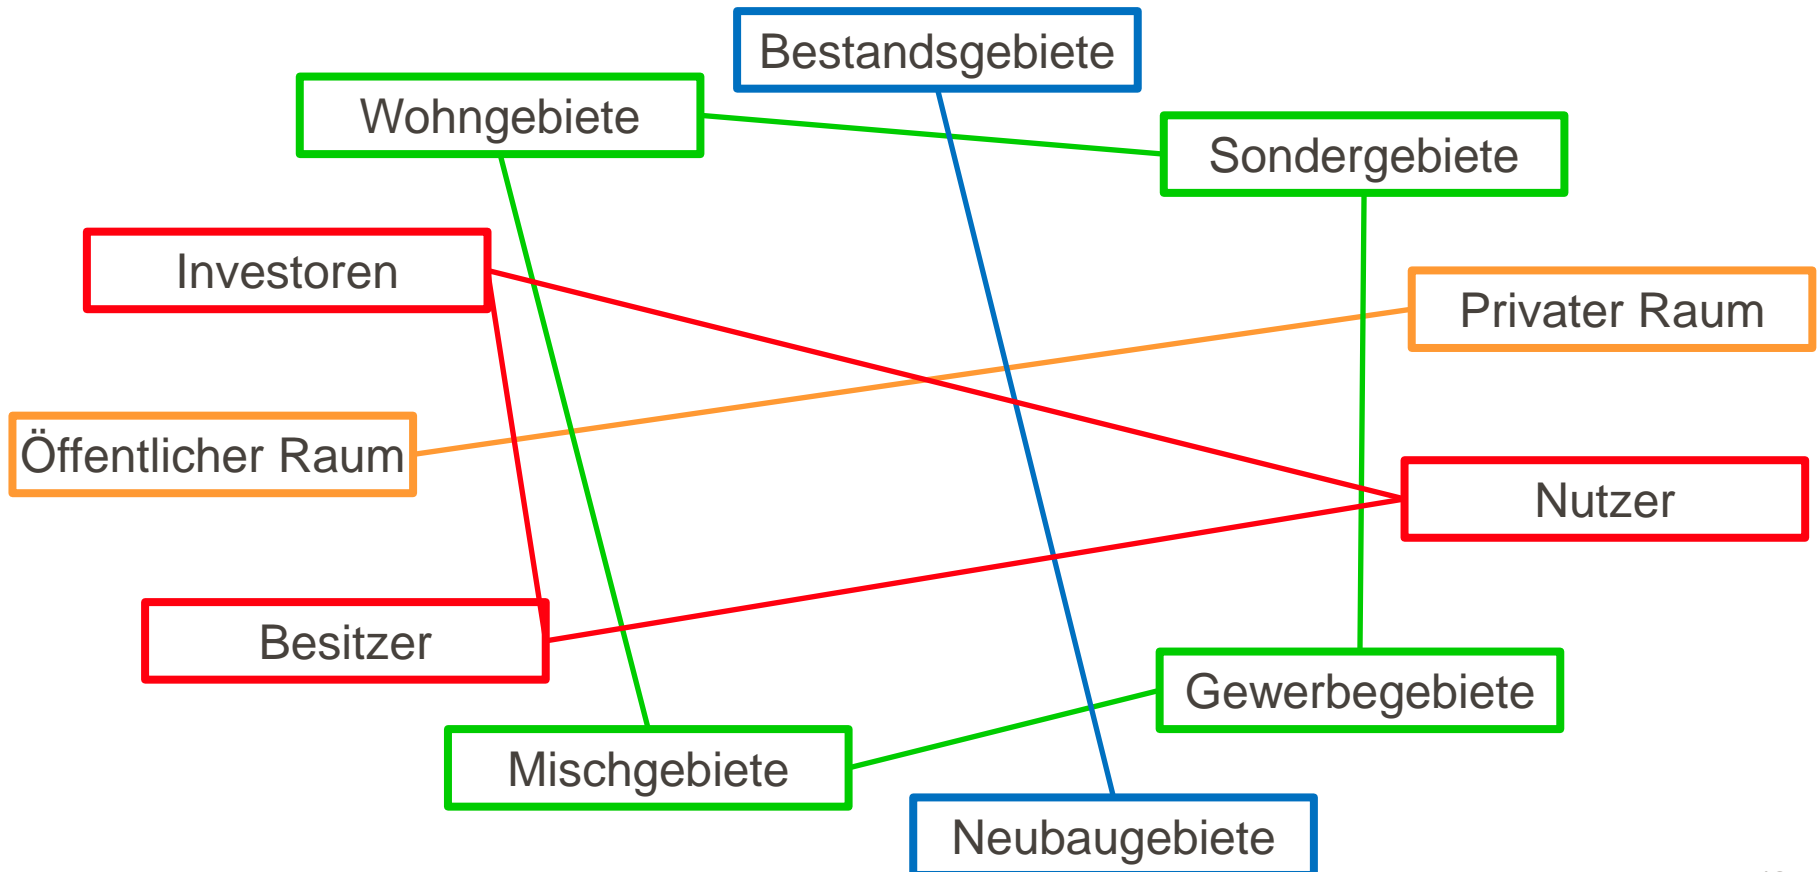 Bestandsgebiete
Wohngebiete
Sondergebiete
Investoren
Privater Raum
Öffentlicher Raum
Nutzer
Besitzer
Gewerbegebiete
Mischgebiete
Neubaugebiete